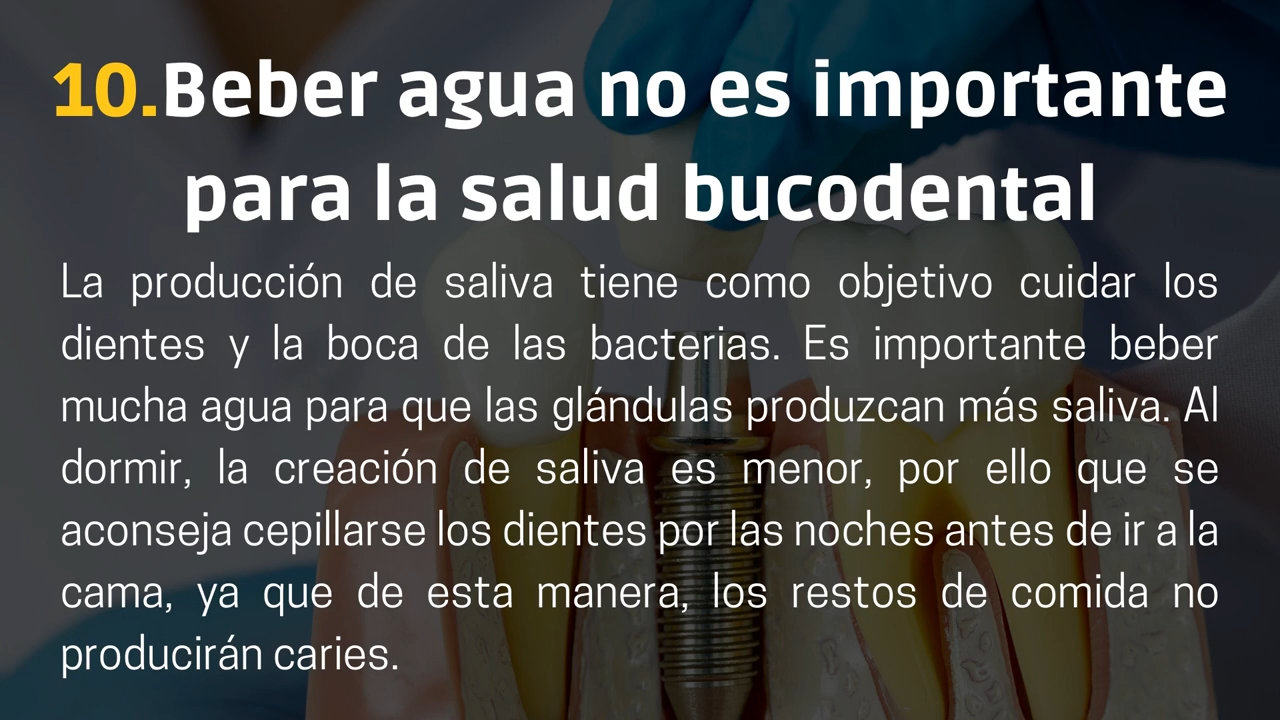 10.Beber agua no es importante
para la salud bucodental
La producción de saliva tiene como objetivo cuidar los
dientes y la boca de las bacterias. Es importante beber
mucha agua para que las glándulas produzcan más saliva. Al
dormir, la creación de saliva es menor, por ello que se
aconseja cepillarse los dientes por las noches antes de ir a la
cama, ya que de esta manera, los restos de comida no
producirán caries.